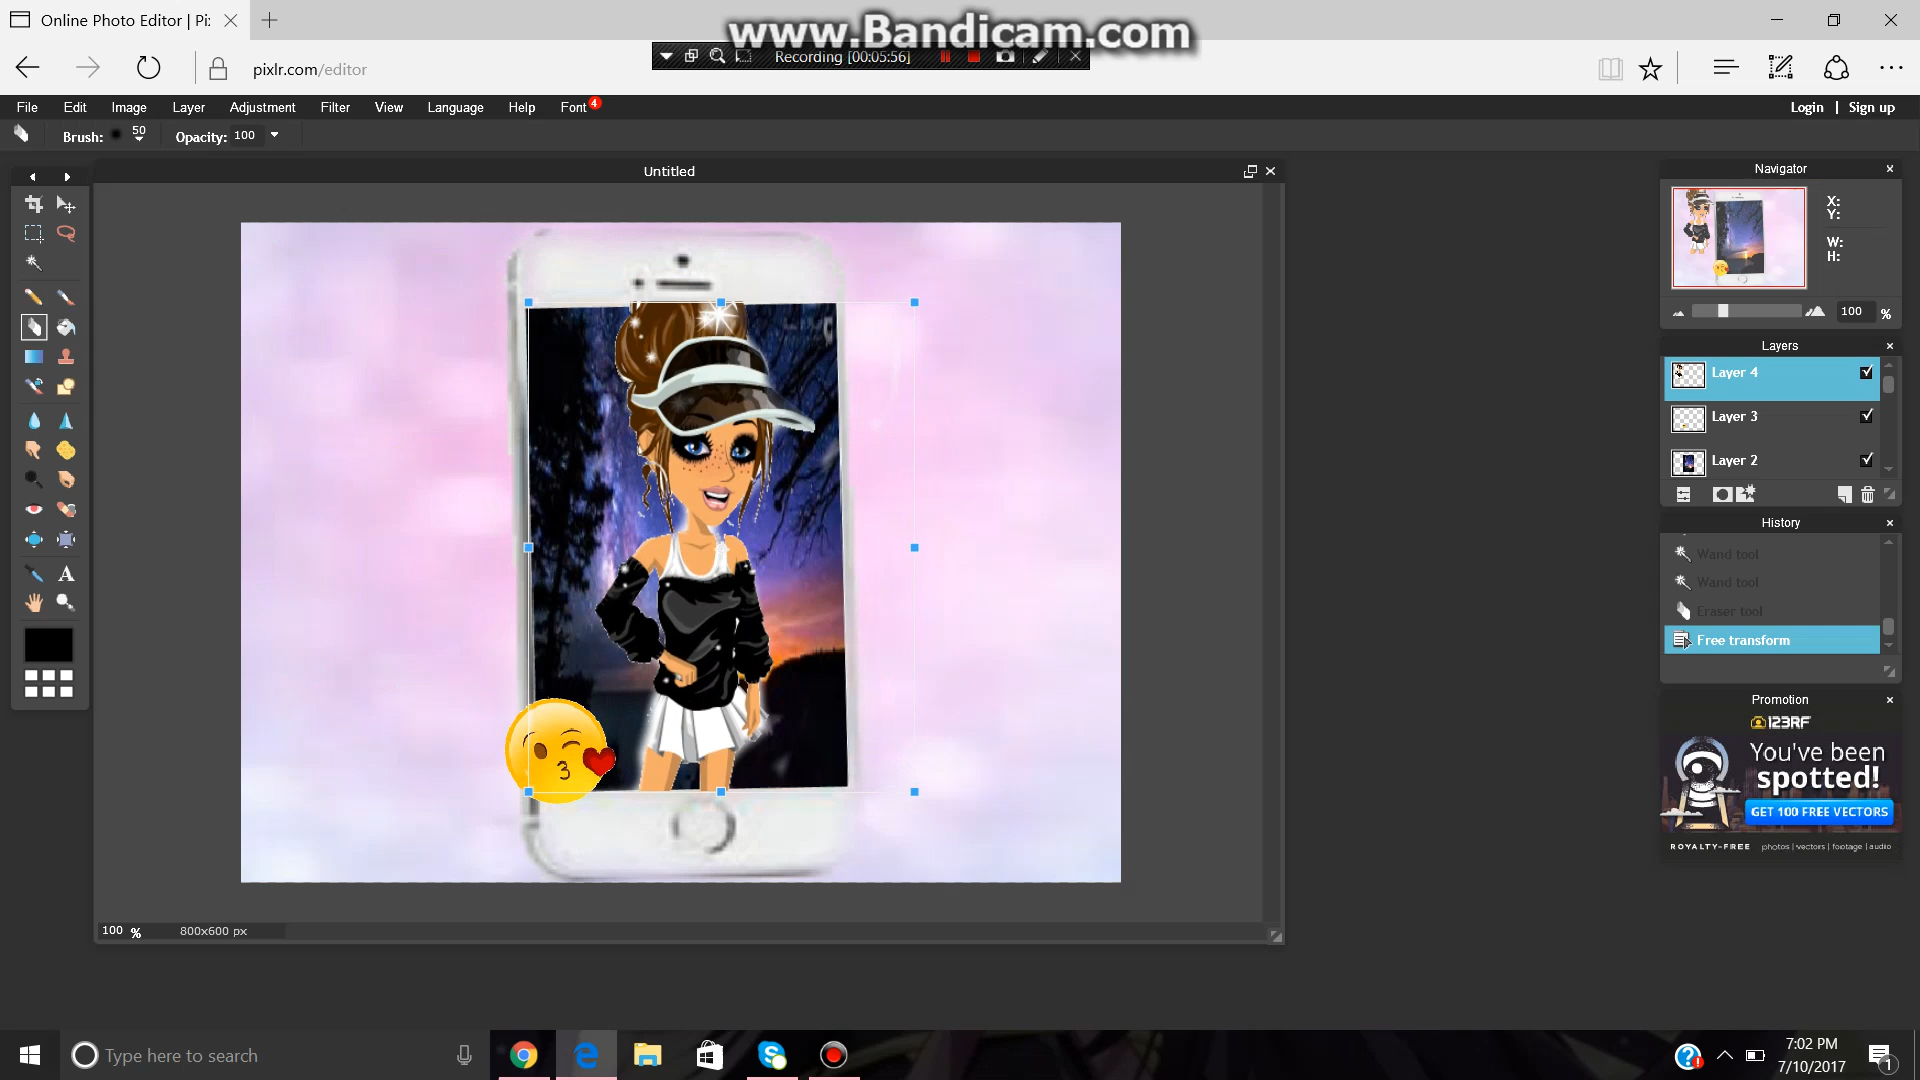 Online Photo Editor | Pi:
www.Bandicam.com
Recording [00:05:56]
pixlr.com/editor
File Edit Image Layer Adjustment Filter View Language Help Font 4
Login | Sign up
Brush: 50 Opacity: 100
Untitled
Navigator
X:
Y:
W:
H:
100 %
Layers
Layer 4
Layer 3
Layer 2
History
Wand tool
Wand tool
Eraser tool
Free transform
Promotion
123RF
You've been
spotted!
GET 100 FREE VECTORS
ROYALTY-FREE photos | vectors | footage | audio
A
100 % 800x600 px
Type here to search
7:02 PM
7/10/2017
1